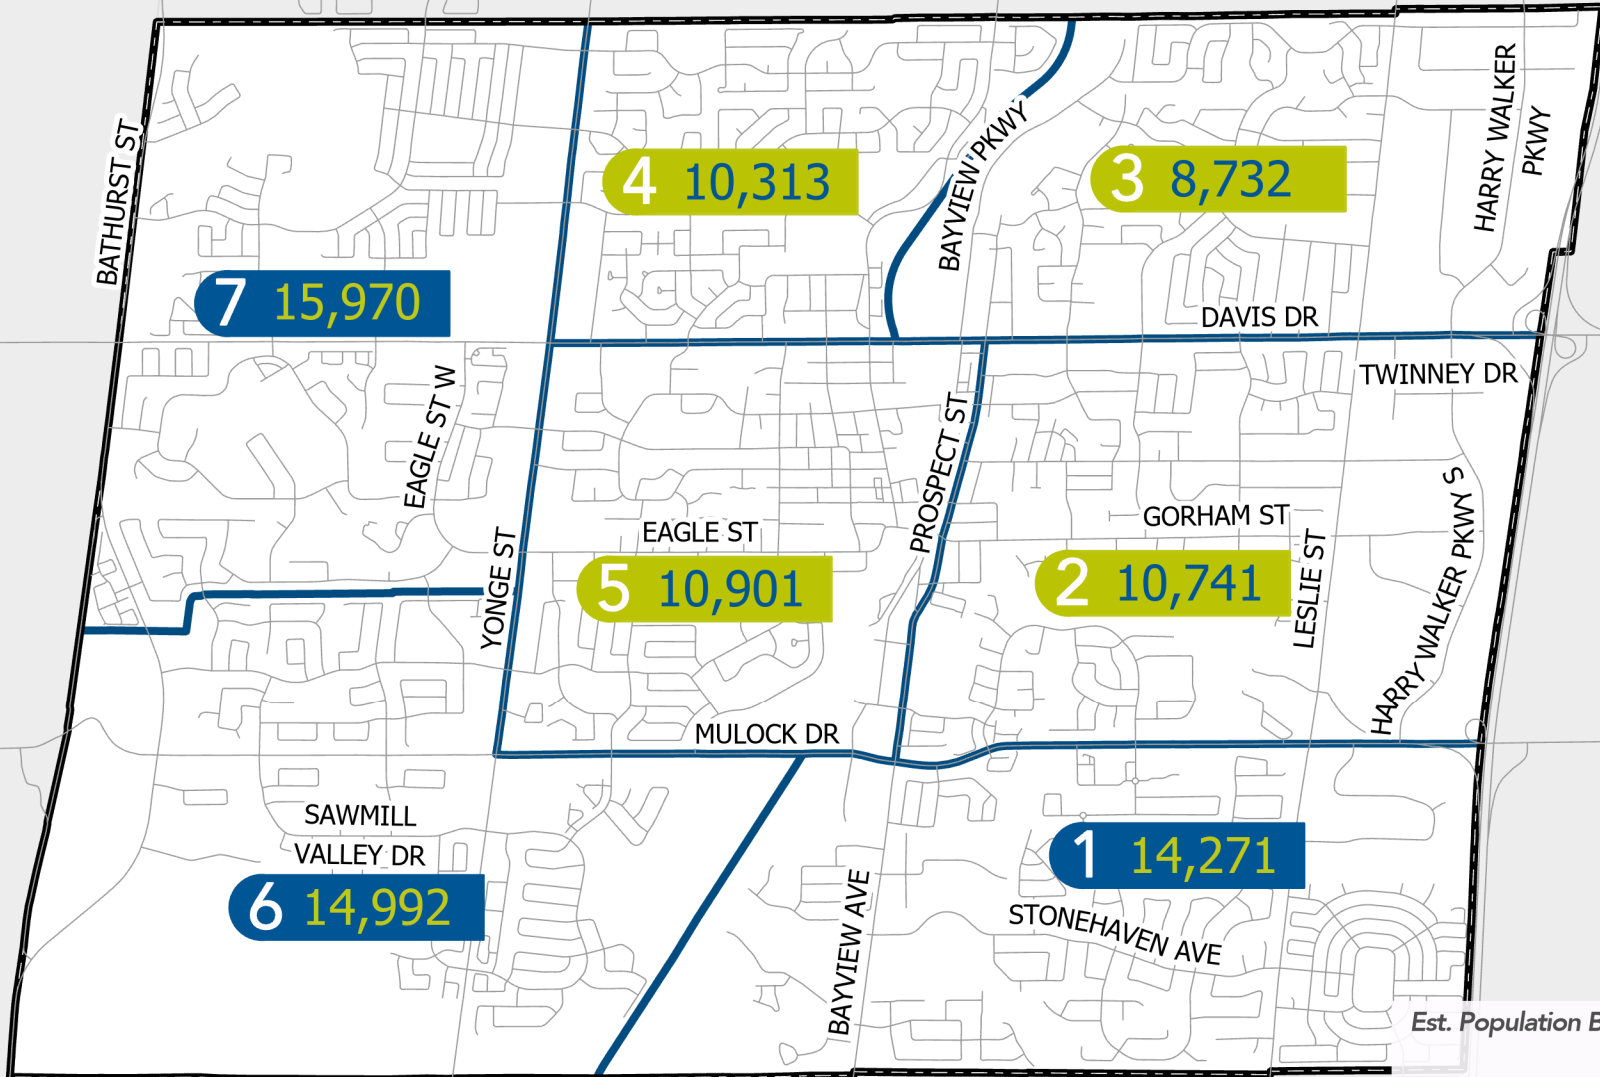 HARRY WALKER
PKWY
BATHURST ST
BAYVIEW PKWY
4 10,313
3 8,732
7 15,970
DAVIS DR
TWINNEY DR
EAGLE ST W
PROSPECT ST
HARRY WALKER PKWY S
GORHAM ST
EAGLE ST
YONGE ST
LESLIE ST
5 10,901
2 10,741
MULOCK DR
SAWMILL
VALLEY DR
1 14,271
6 14,992
BAYVIEW AVE
STONEHAVEN AVE
Est. Population